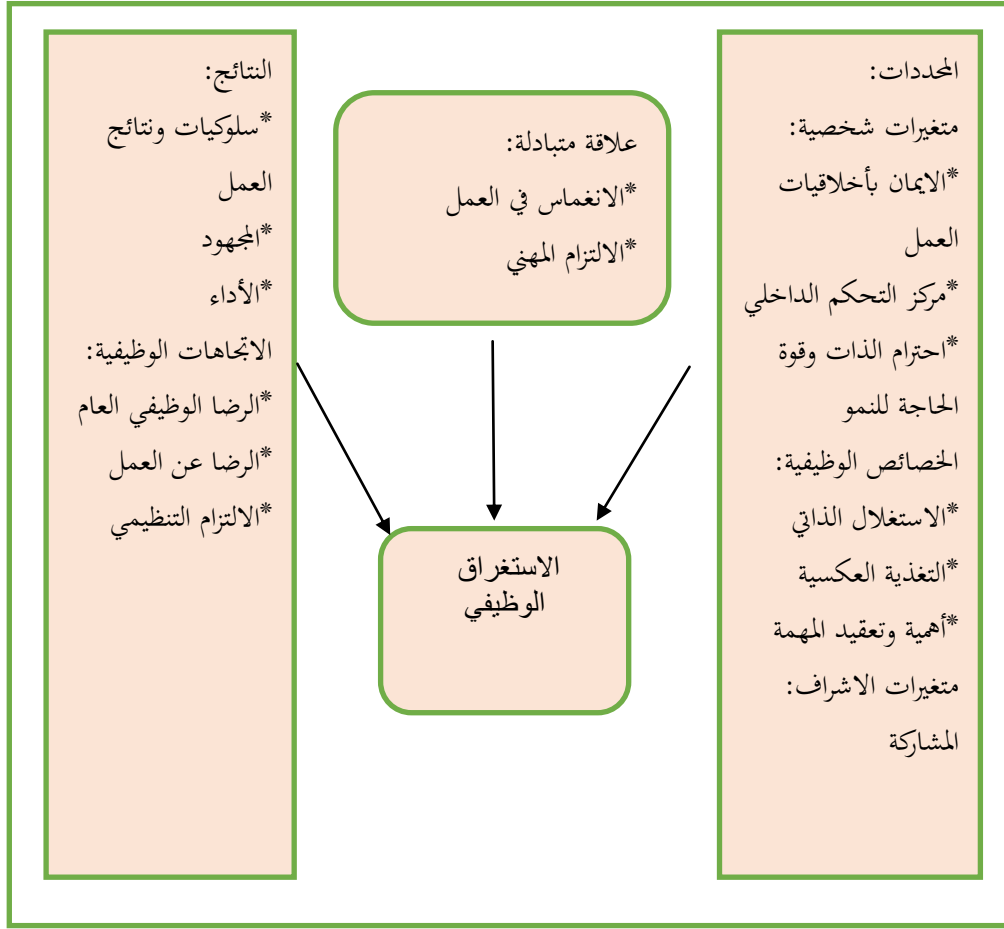 المحددات:
متغيرات شخصية:
*الايمان بأخلاقيات
العمل
*مركز التحكم الداخلي
*احترام الذات وقوة
الحاجة للنمو
الخصائص الوظيفية:
*الاستغلال الذاتي
*التغذية العكسية
*أهمية وتعقيد المهمة
متغيرات الاشراف:
المشاركة
علاقة متبادلة:
*الانغماس في العمل
*الالتزام المهني
النتائج:
*سلوكيات ونتائج
العمل
*المجهود
*الأداء
الاتجاهات الوظيفية:
*الرضا الوظيفي العام
*الرضا عن العمل
*الالتزام التنظيمي
الاستغراق
الوظيفي